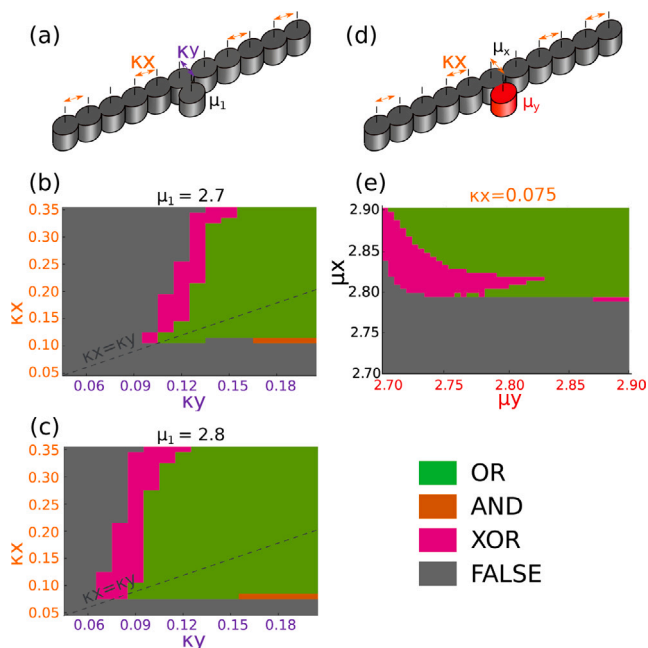 (a)
κx
κy
μ₁
(d)
κx
μₓ
μᵧ
(b)
μ₁ = 2.7
0.35
0.30
0.25
0.20
0.15
0.10
0.05
κx
κx=κy
0.06 0.09 0.12 0.15 0.18
κy
(e)
κx=0.075
2.90
2.80
2.80
2.70
μx
2.70 2.75 2.80 2.85 2.90
μy
(c)
μ₁ = 2.8
0.35
0.30
0.25
0.20
0.15
0.10
0.05
κx
κx=κy
0.06 0.09 0.12 0.15 0.18
κy
OR
AND
XOR
FALSE